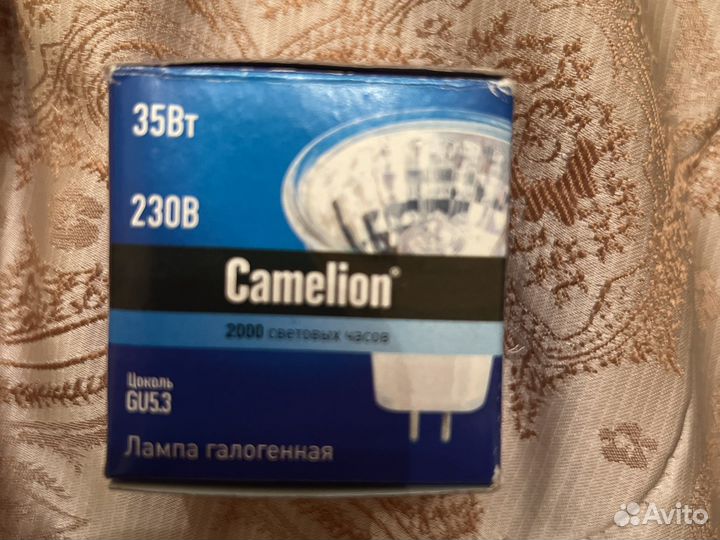 35Вт
230В
Camelion®
2000 световых часов
Цоколь
GU5.3
Лампа галогенная
Avito